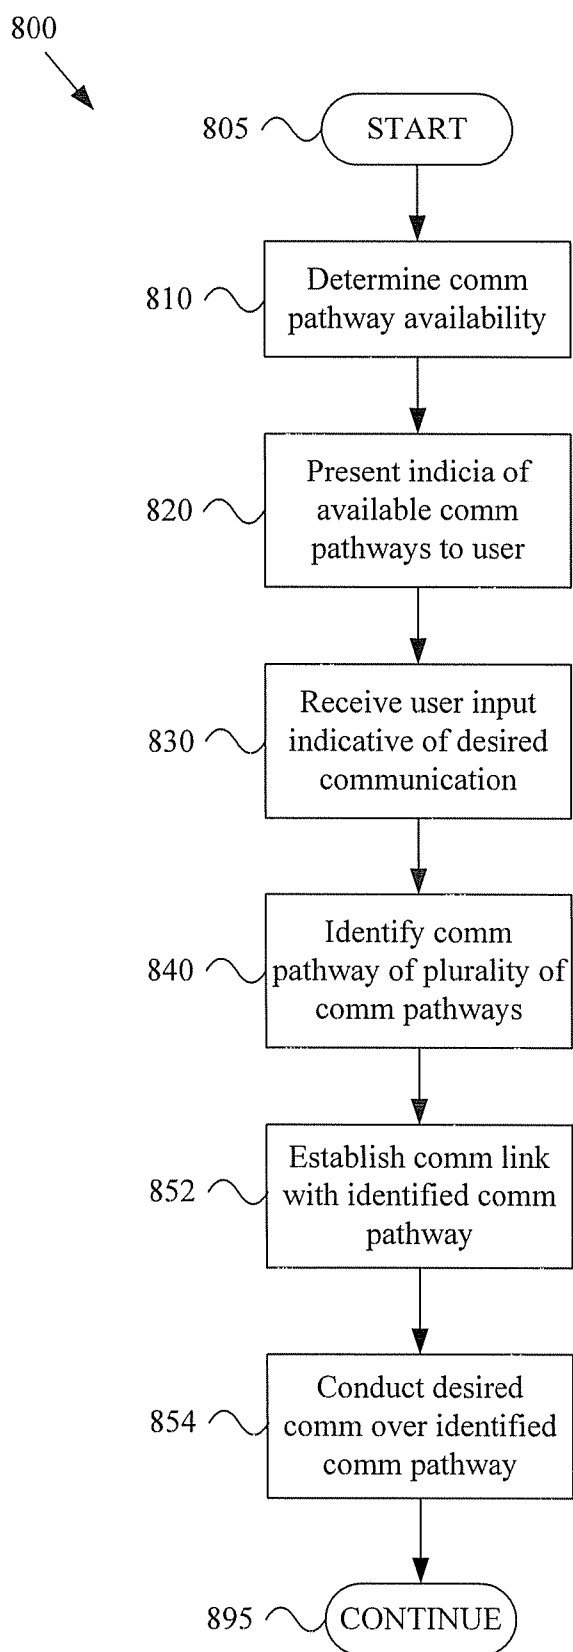 800
805
START
810
Determine comm
pathway availability
820
Present indicia of
available comm
pathways to user
830
Receive user input
indicative of desired
communication
840
Identify comm
pathway of plurality of
comm pathways
852
Establish comm link
with identified comm
pathway
854
Conduct desired
comm over identified
comm pathway
895
CONTINUE